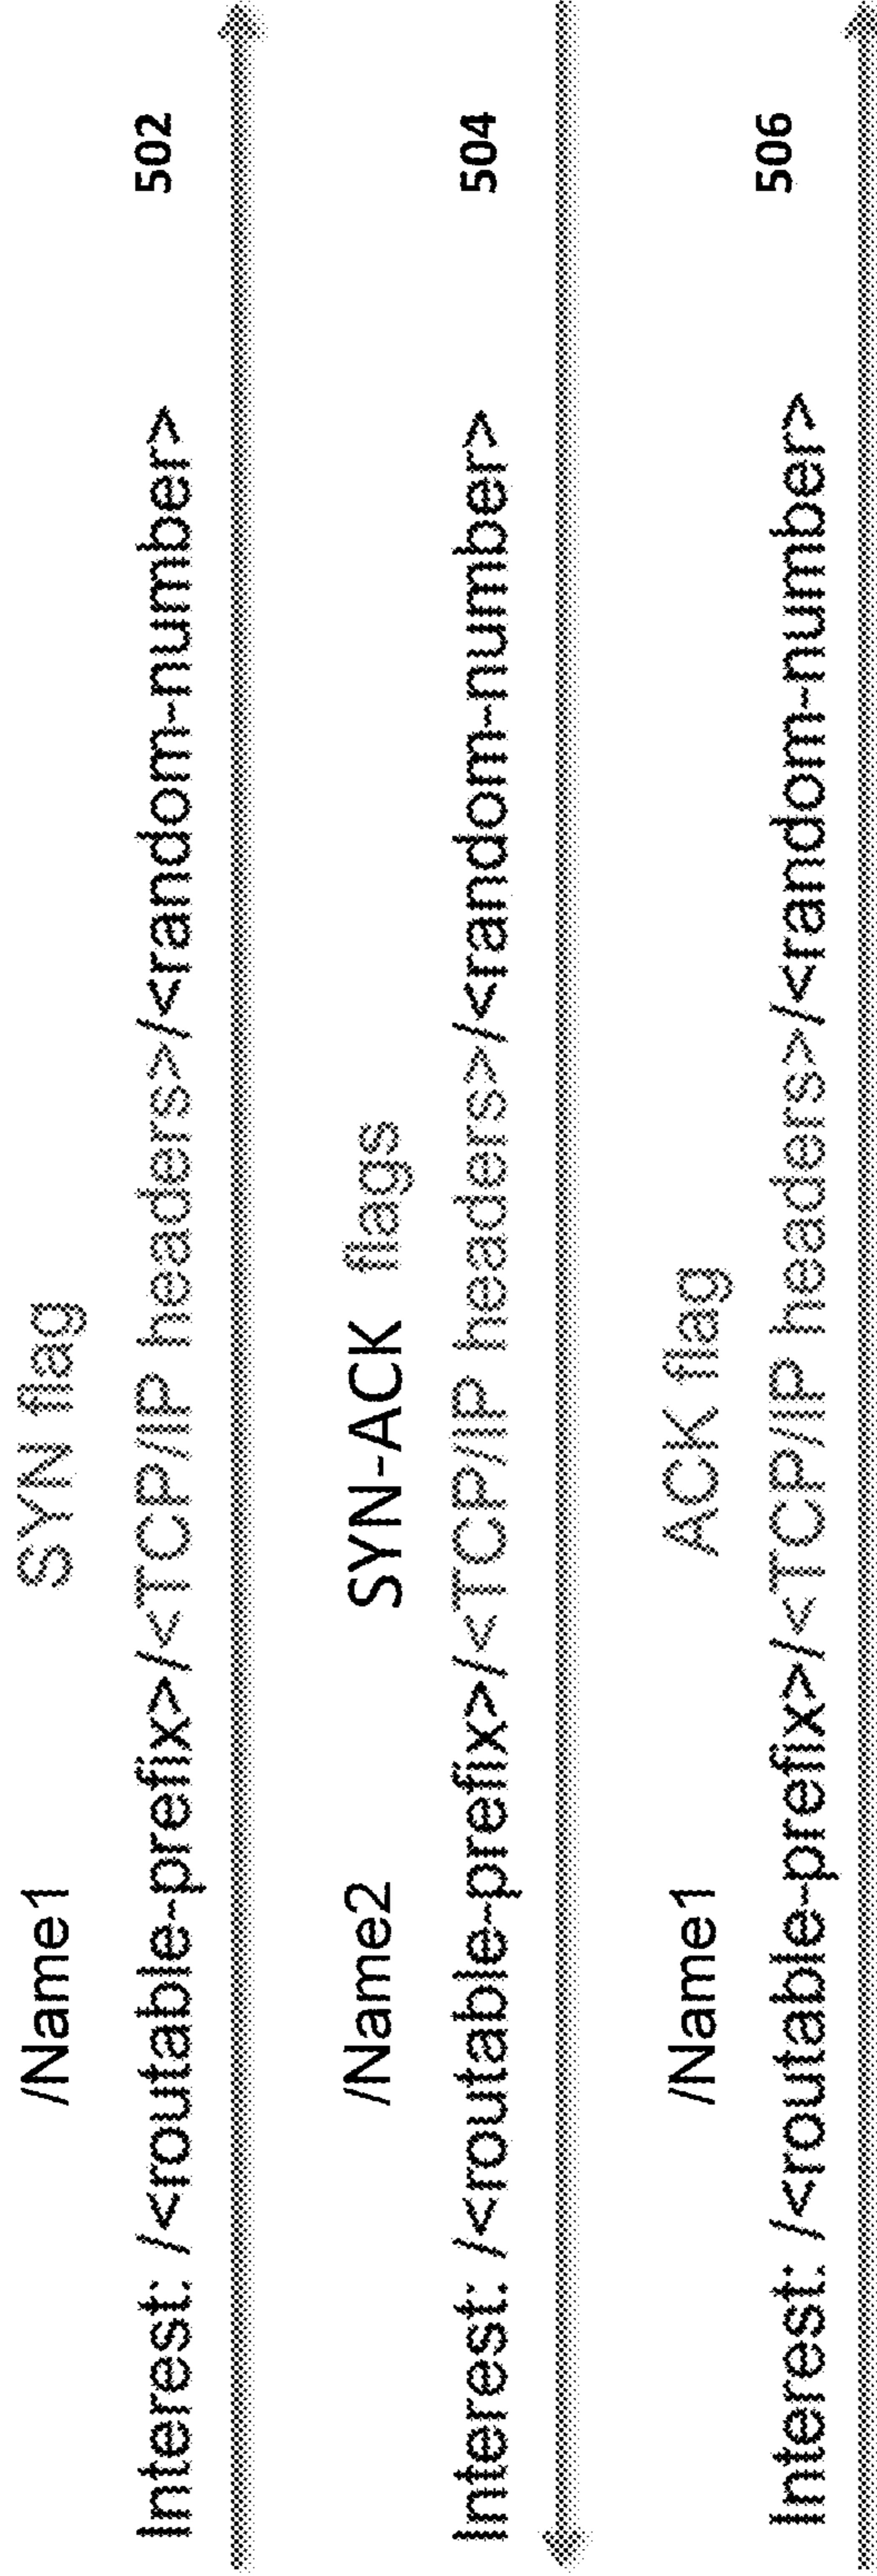 /Name1 SYN flag
Interest: /<routable-prefix>/<TCP/IP headers>/<random-number> 502
/Name2 SYN-ACK flags
Interest: /<routable-prefix>/<TCP/IP headers>/<random-number> 504
/Name1 ACK flag
Interest: /<routable-prefix>/<TCP/IP headers>/<random-number> 506